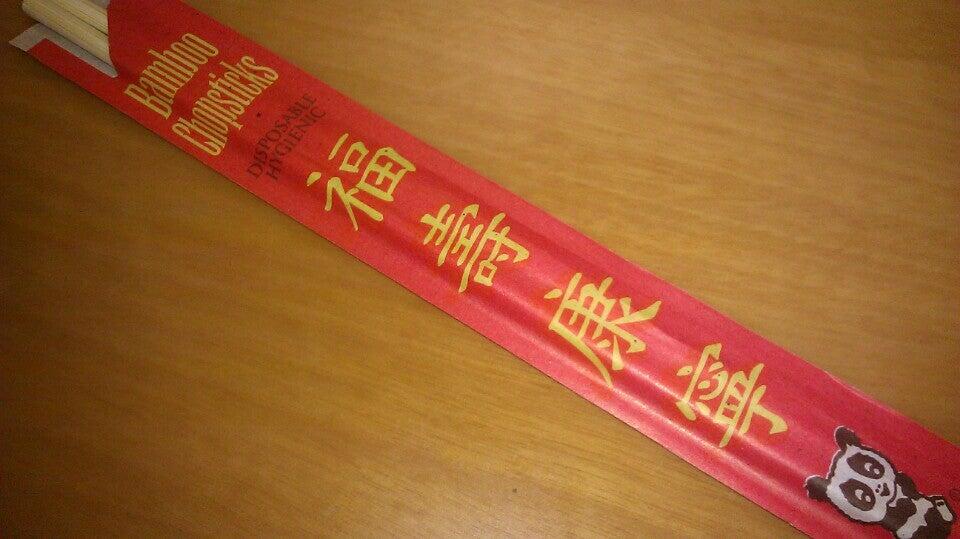 Bamboo
Chopsticks
DISPOSABLE
HYGIENIC
福壽康寧